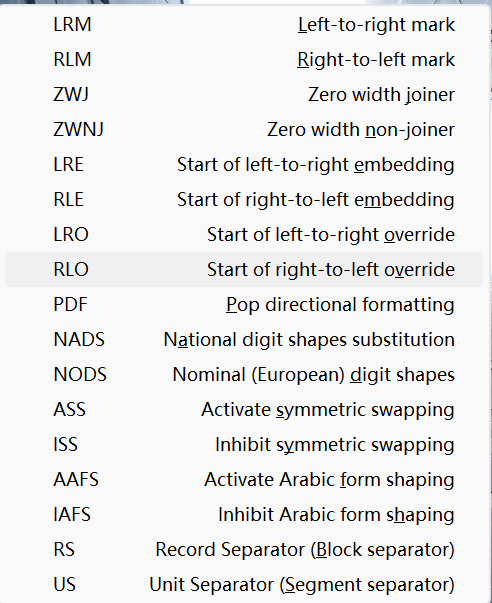 LRM Left-to-right mark
RLM Right-to-left mark
ZWJ Zero width joiner
ZWNJ Zero width non-joiner
LRE Start of left-to-right embedding
RLE Start of right-to-left embedding
LRO Start of left-to-right override
RLO Start of right-to-left override
PDF Pop directional formatting
NADS National digit shapes substitution
NODS Nominal (European) digit shapes
ASS Activate symmetric swapping
ISS Inhibit symmetric swapping
AAFS Activate Arabic form shaping
IAFS Inhibit Arabic form shaping
RS Record Separator (Block separator)
US Unit Separator (Segment separator)